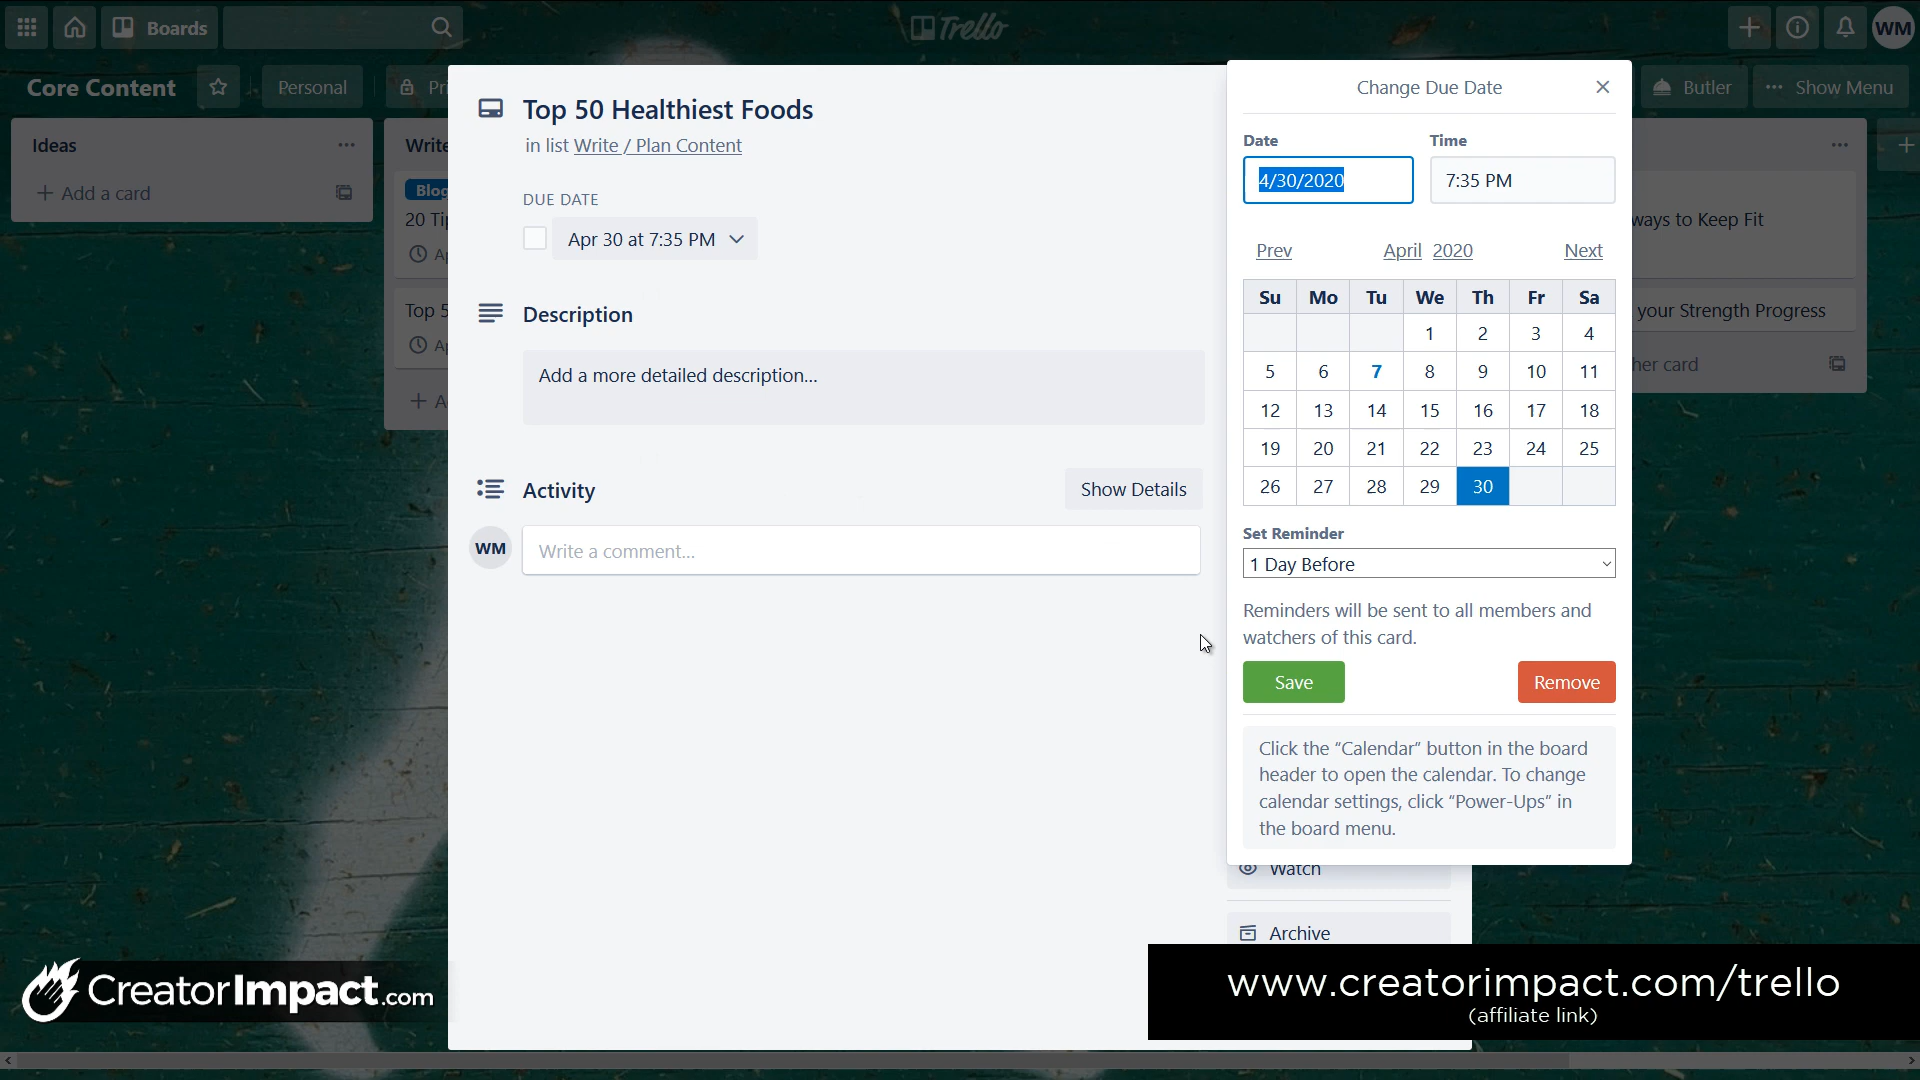 Boards
Trello
WM
Core Content
Personal
Butler
Show Menu
Ideas
Add a card
Top 50 Healthiest Foods
in list Write / Plan Content
DUE DATE
Apr 30 at 7:35 PM
Description
Add a more detailed description...
Activity
Show Details
WM
Write a comment...
Change Due Date
Date
Time
4/30/2020
7:35 PM
Prev
April 2020
Next
Su Mo Tu We Th Fr Sa
1 2 3 4
5 6 7 8 9 10 11
12 13 14 15 16 17 18
19 20 21 22 23 24 25
26 27 28 29 30
Set Reminder
1 Day Before
Reminders will be sent to all members and
watchers of this card.
Save
Remove
Click the “Calendar” button in the board
header to open the calendar. To change
calendar settings, click “Power-Ups” in
the board menu.
Watch
Archive
ways to Keep Fit
your Strength Progress
card
CreatorImpact.com
www.creatorimpact.com/trello
(affiliate link)